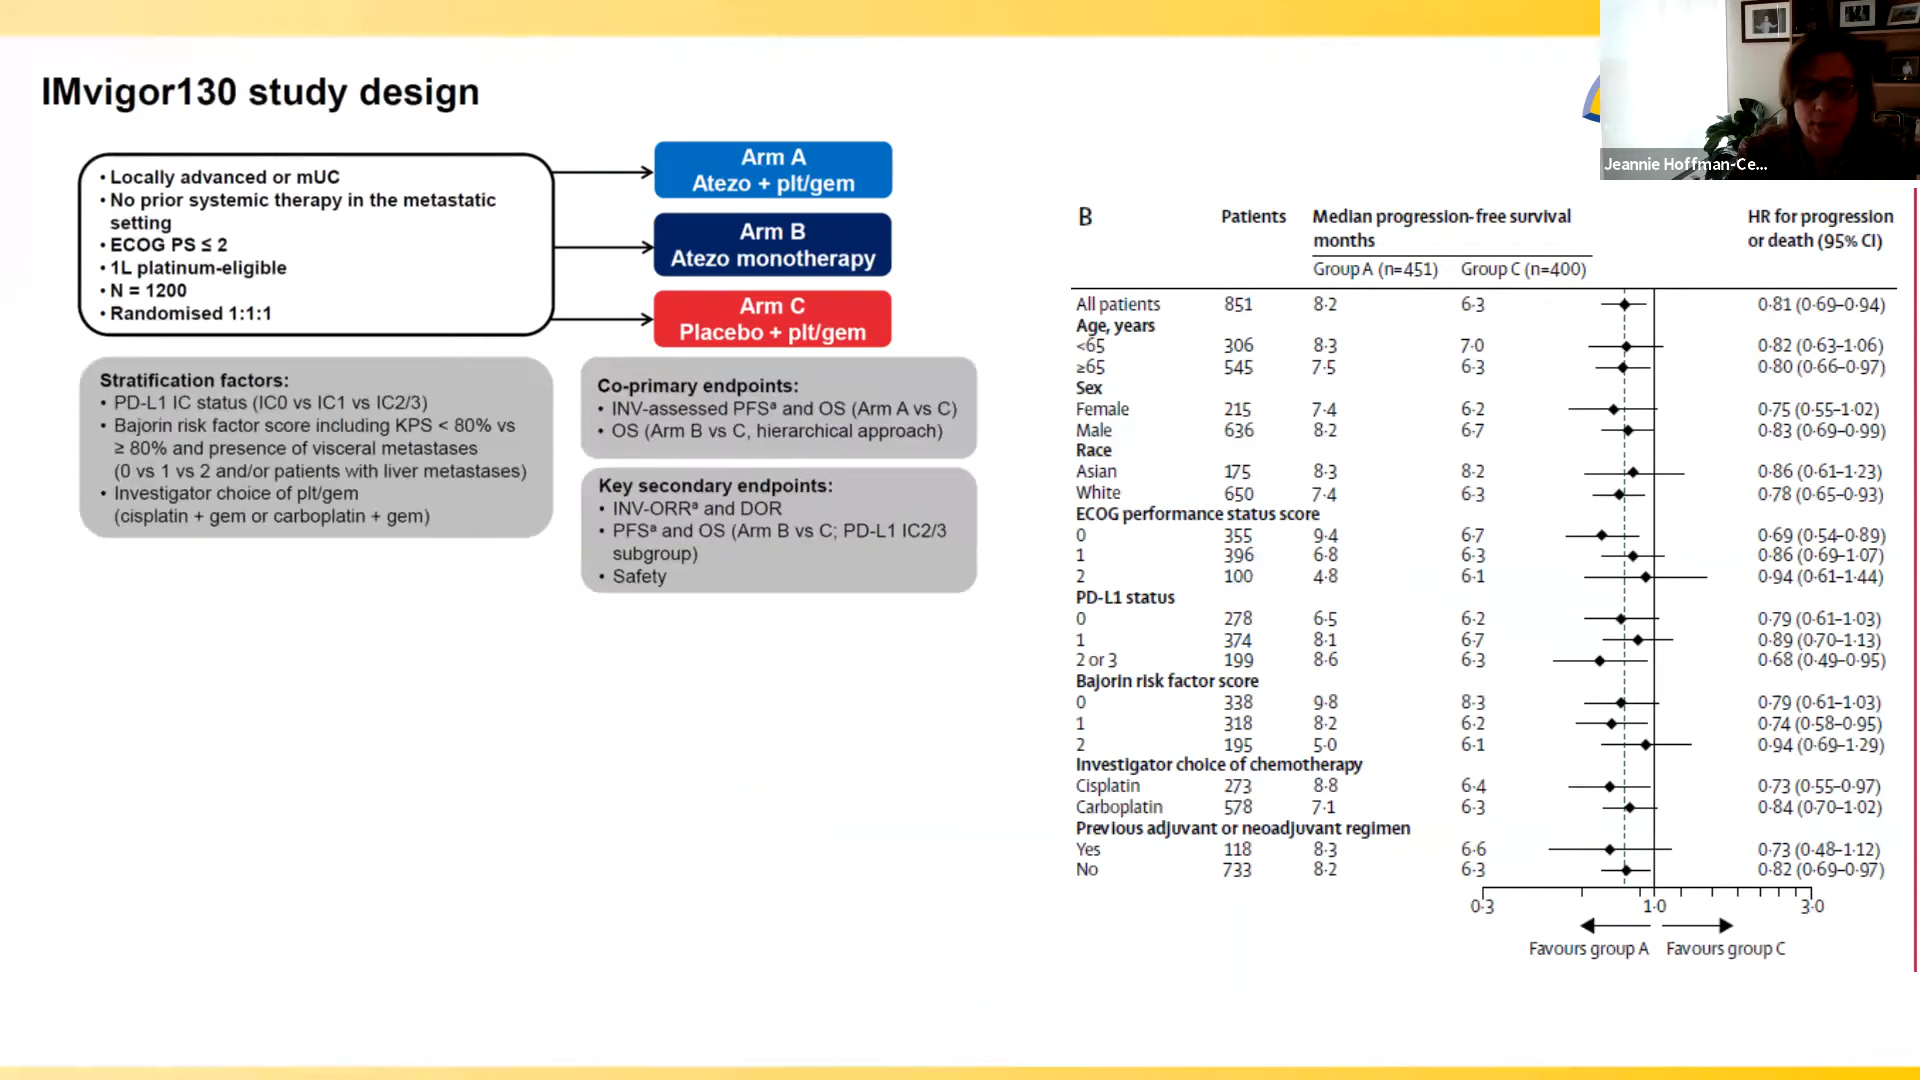 IMvigor130 study design
• Locally advanced or mUC
• No prior systemic therapy in the metastatic
setting
• ECOG PS ≤ 2
• 1L platinum-eligible
• N = 1200
• Randomised 1:1:1
Arm A
Atezo + plt/gem
Arm B
Atezo monotherapy
Arm C
Placebo + plt/gem
Stratification factors:
• PD-L1 IC status (IC0 vs IC1 vs IC2/3)
• Bajorin risk factor score including KPS < 80% vs
≥ 80% and presence of visceral metastases
(0 vs 1 vs 2 and/or patients with liver metastases)
• Investigator choice of plt/gem
(cisplatin + gem or carboplatin + gem)
Co-primary endpoints:
• INV-assessed PFSᵃ and OS (Arm A vs C)
• OS (Arm B vs C, hierarchical approach)
Key secondary endpoints:
• INV-ORRᵃ and DOR
• PFSᵃ and OS (Arm B vs C; PD-L1 IC2/3
subgroup)
• Safety
Jeannie Hoffman-Ce...
B Patients Median progression-free survival HR for progression
months or death (95% CI)
Group A (n=451) Group C (n=400)
All patients 851 8·2 6·3 0·81 (0·69–0·94)
Age, years
<65 306 8·3 7·0 0·82 (0·63–1·06)
≥65 545 7·5 6·3 0·80 (0·66–0·97)
Sex
Female 215 7·4 6·2 0·75 (0·55–1·02)
Male 636 8·2 6·7 0·83 (0·69–0·99)
Race
Asian 175 8·3 8·2 0·86 (0·61–1·23)
White 650 7·4 6·3 0·78 (0·65–0·93)
ECOG performance status score
0 355 9·4 6·7 0·69 (0·54–0·89)
1 396 6·8 6·3 0·86 (0·69–1·07)
2 100 4·8 6·1 0·94 (0·61–1·44)
PD-L1 status
0 278 6·5 6·2 0·79 (0·61–1·03)
1 374 8·1 6·7 0·89 (0·70–1·13)
2 or 3 199 8·6 6·3 0·68 (0·49–0·95)
Bajorin risk factor score
0 338 9·8 8·3 0·79 (0·61–1·03)
1 318 8·2 6·2 0·74 (0·58–0·95)
2 195 5·0 6·1 0·94 (0·69–1·29)
Investigator choice of chemotherapy
Cisplatin 273 8·8 6·4 0·73 (0·55–0·97)
Carboplatin 578 7·1 6·3 0·84 (0·70–1·02)
Previous adjuvant or neoadjuvant regimen
Yes 118 8·3 6·6 0·73 (0·48–1·12)
No 733 8·2 6·3 0·82 (0·69–0·97)
0·3 1·0 3·0
Favours group A Favours group C